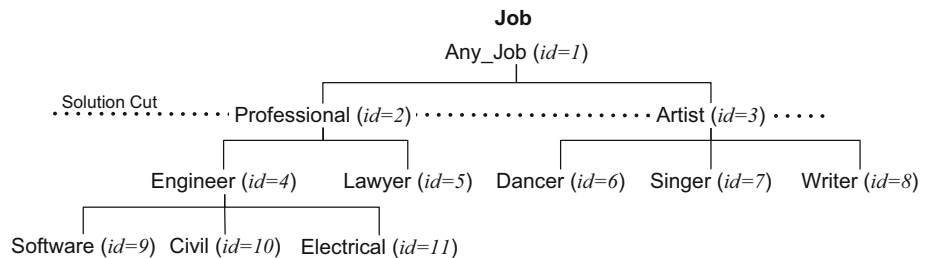 Job
Any_Job (id=1)
Solution Cut
Professional (id=2) Artist (id=3)
Engineer (id=4) Lawyer (id=5) Dancer (id=6) Singer (id=7) Writer (id=8)
Software (id=9) Civil (id=10) Electrical (id=11)